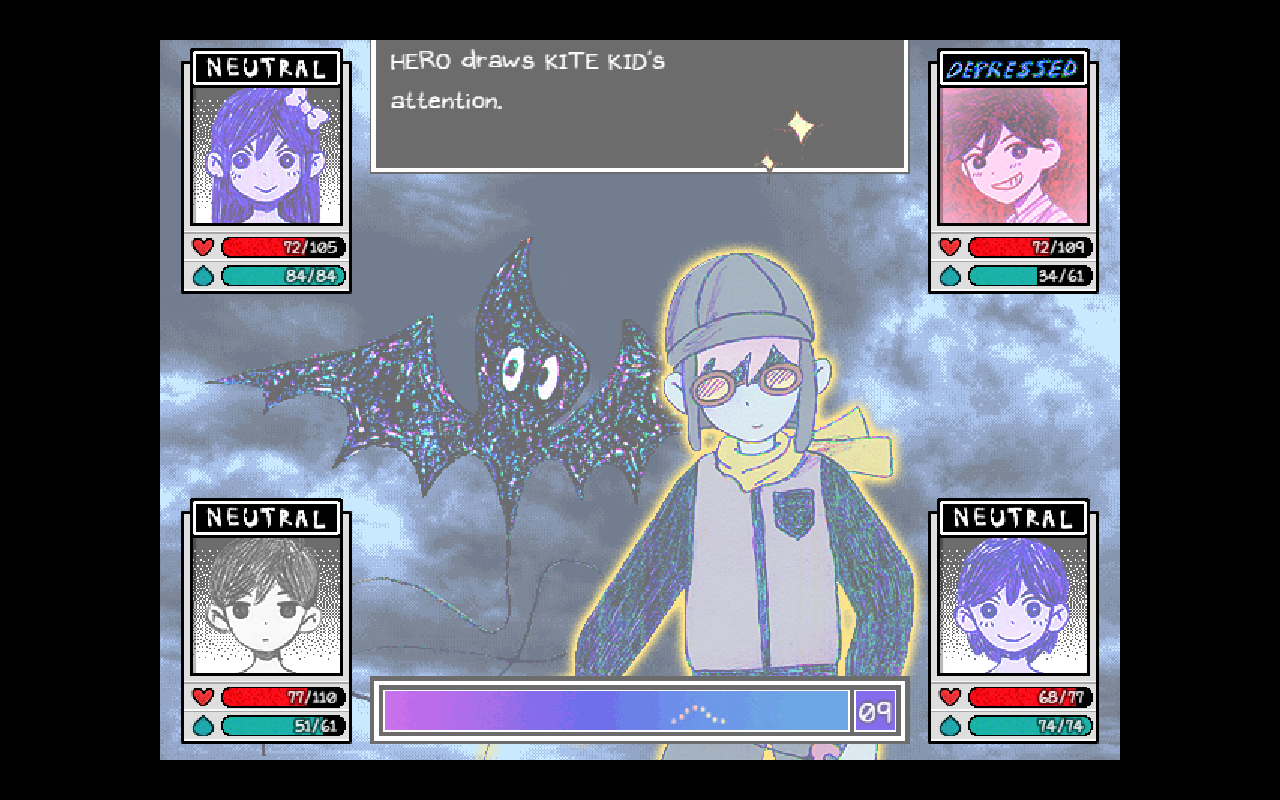 HERO draws KITE KID's
attention.
NEUTRAL
72/105
84/84
DEPRESSED
72/109
34/61
NEUTRAL
77/110
51/61
09
NEUTRAL
68/77
74/74